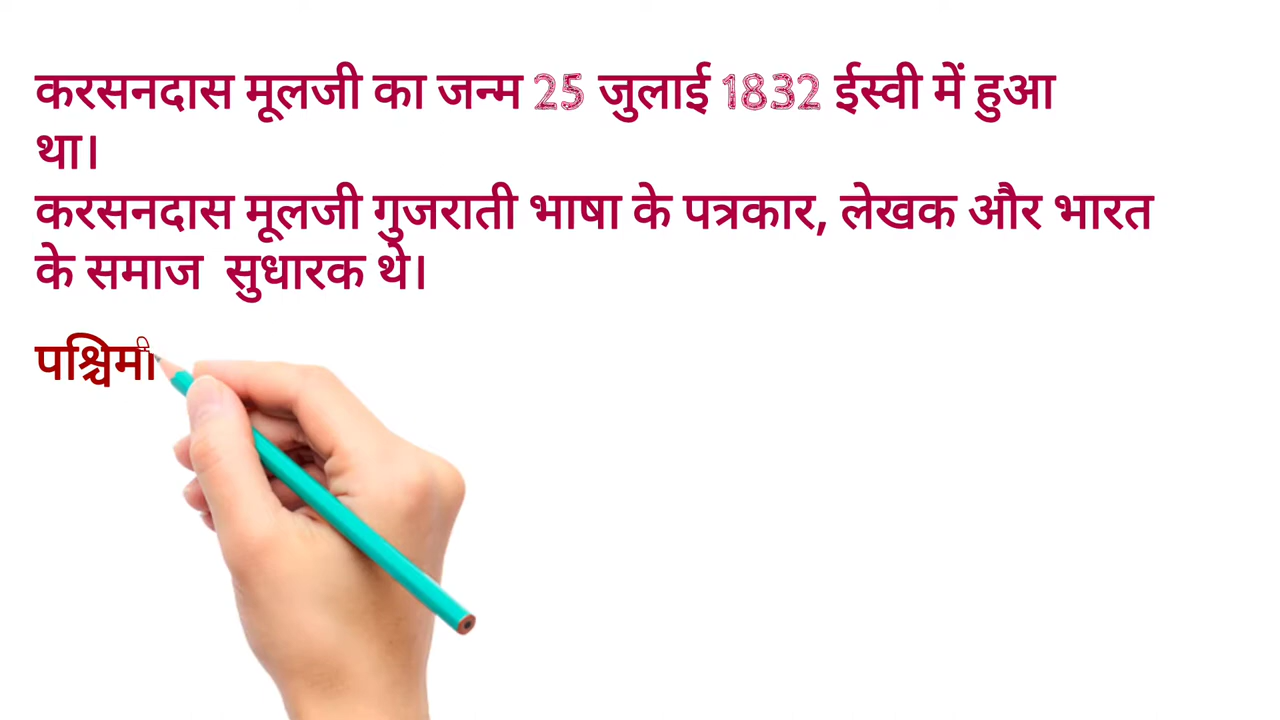 करसनदास मूलजी का जन्म 25 जुलाई 1832 ईस्वी में हुआ
था।
करसनदास मूलजी गुजराती भाषा के पत्रकार, लेखक और भारत
के समाज सुधारक थे।
पश्चिमी